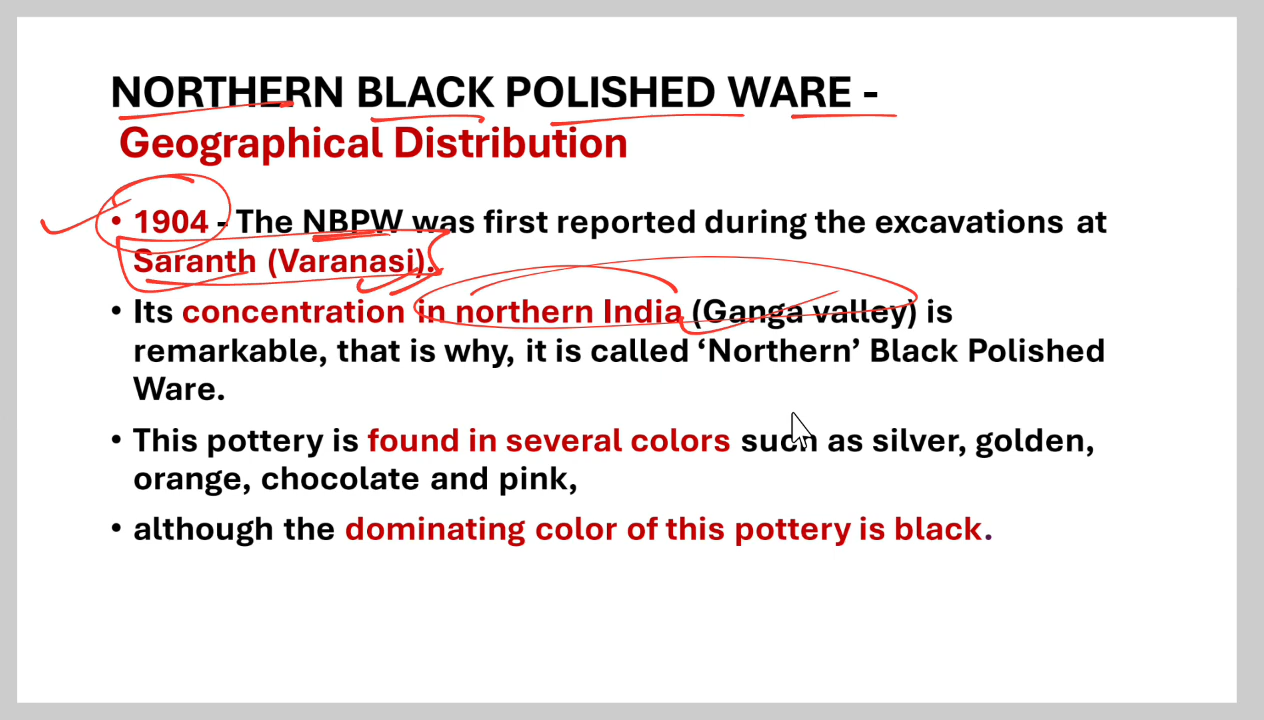 NORTHERN BLACK POLISHED WARE -
Geographical Distribution
• 1904 - The NBPW was first reported during the excavations at
Saranth (Varanasi).
• Its concentration in northern India (Ganga valley) is
remarkable, that is why, it is called ‘Northern’ Black Polished
Ware.
• This pottery is found in several colors such as silver, golden,
orange, chocolate and pink,
• although the dominating color of this pottery is black.